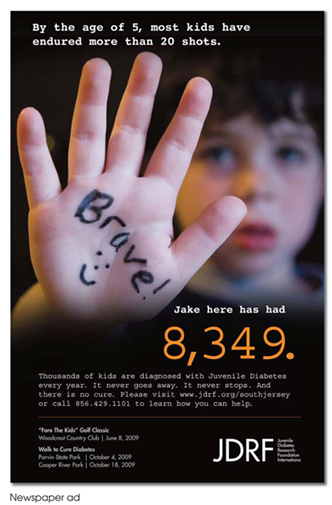 By the age of 5, most kids have
endured more than 20 shots.
Brave!
Jake here has had
8,349.
Thousands of kids are diagnosed with Juvenile Diabetes
every year. It never goes away. It never stops. And
there is no cure. Please visit www.jdrf.org/southjersey
or call 856.429.1101 to learn how you can help.
"Fore The Kids" Golf Classic
Woodcrest Country Club | June 8, 2009
Walk to Cure Diabetes
Parvin State Park | October 4, 2009
Cooper River Park | October 18, 2009
JDRF
Juvenile
Diabetes
Research
Foundation
International
Newspaper ad